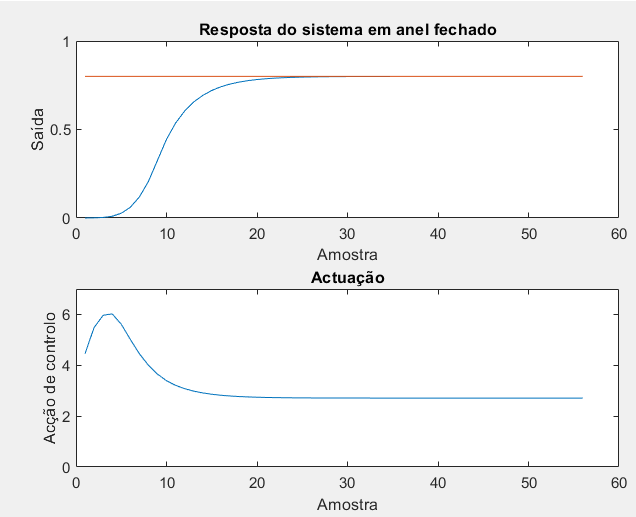 Resposta do sistema em anel fechado
1
0.5
0
Saída
0 10 20 30 40 50 60
Amostra
Actuação
6
4
2
0
Acção de controlo
0 10 20 30 40 50 60
Amostra